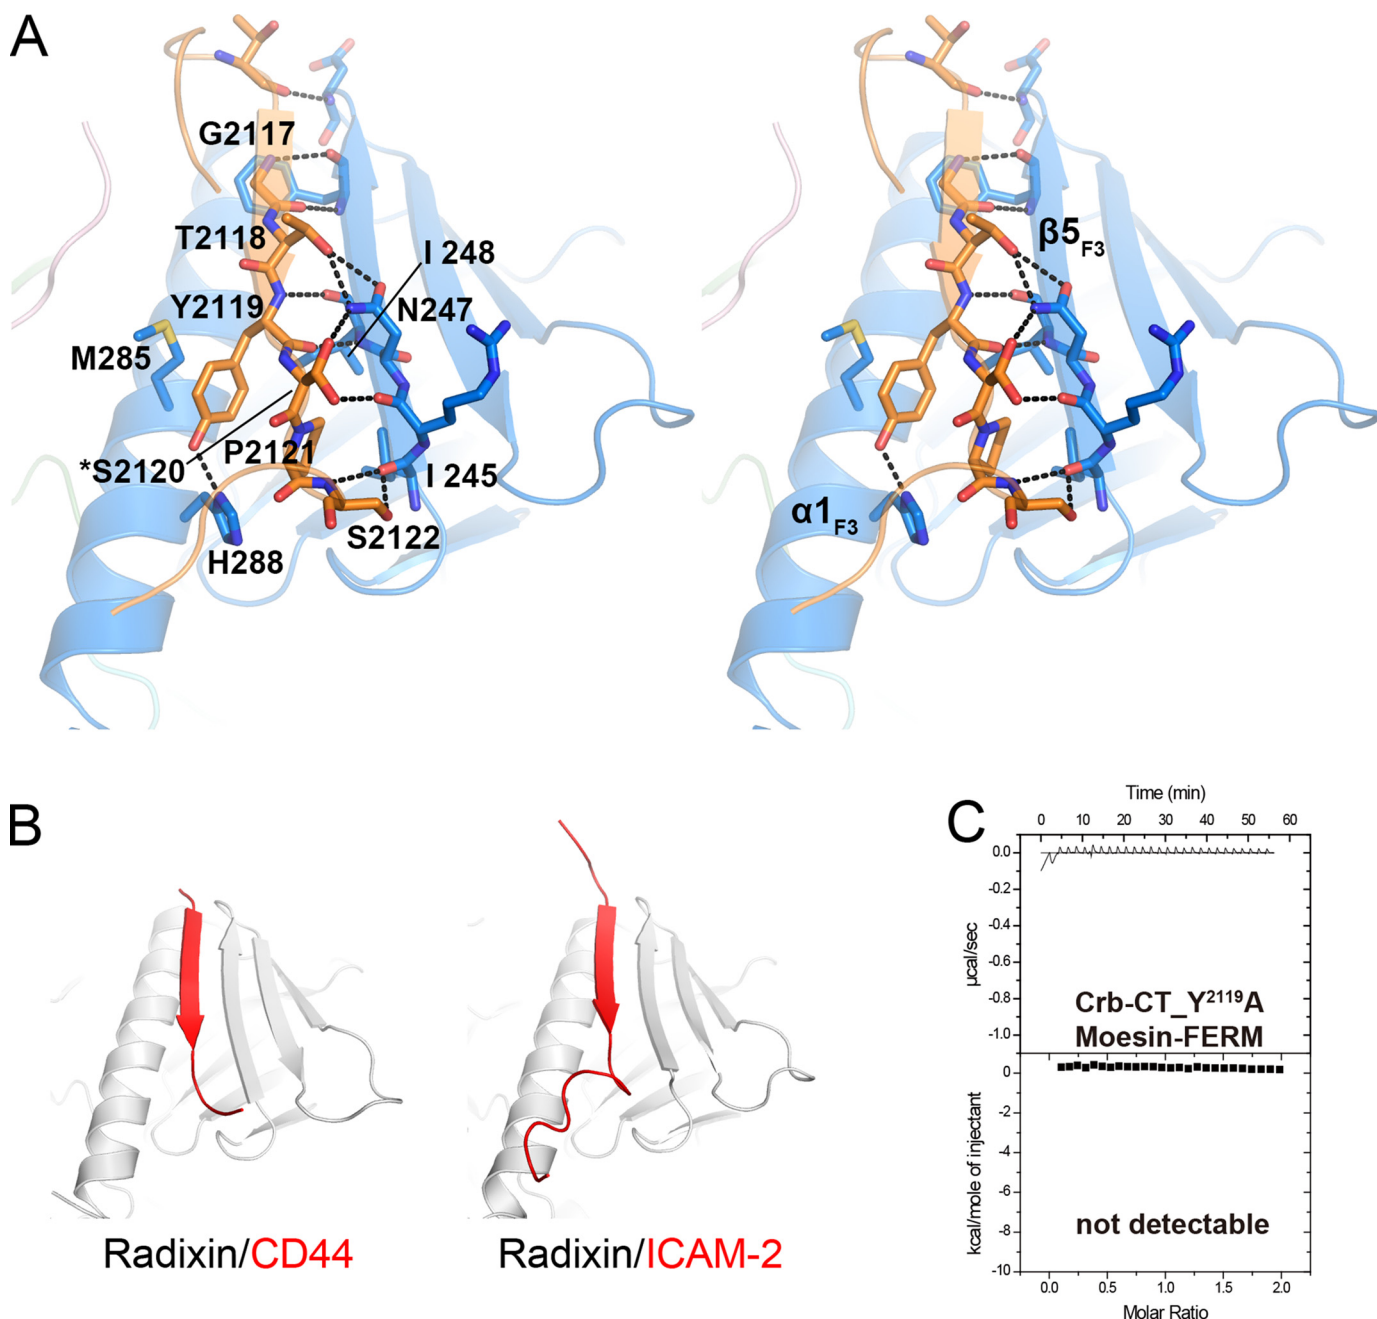 A
G2117
T2118
I 248
β5F3
Y2119
N247
M285
*S2120
P2121
I 245
α1F3
S2122
H288
B
Radixin/CD44
Radixin/ICAM-2
C
Time (min)
0 10 20 30 40 50 60
0.0
-0.2
-0.4
-0.6
-0.8
-1.0
µcal/sec
Crb-CT_Y2119A
Moesin-FERM
0
-2
-4
-6
-8
-10
kcal/mole of injectant
not detectable
0.0 0.5 1.0 1.5 2.0
Molar Ratio